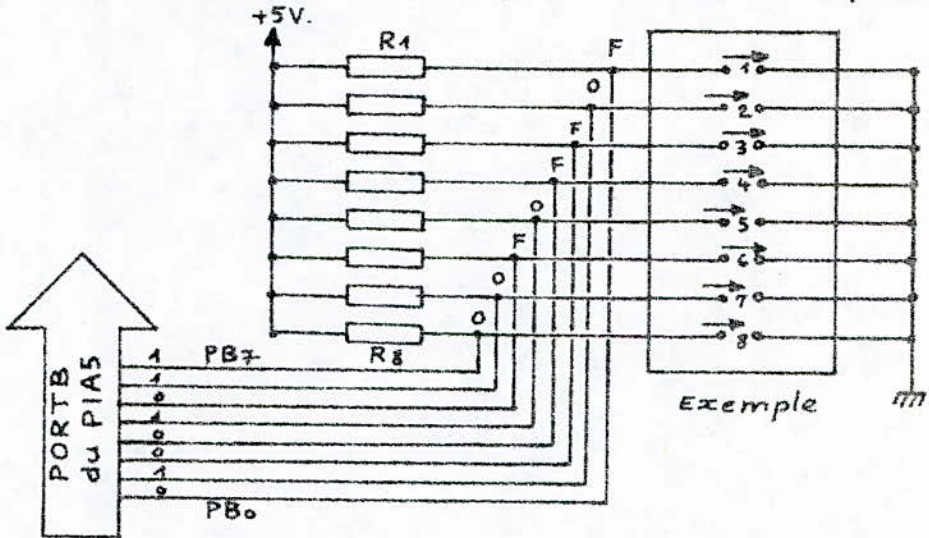 +5V.
R1
F
1
O
2
F
3
F
4
O
5
F
6
O
7
O
8
R8
Exemple
PORTB
du PIA5
1 PB7
1
0
1
0
0
1
0
PB0